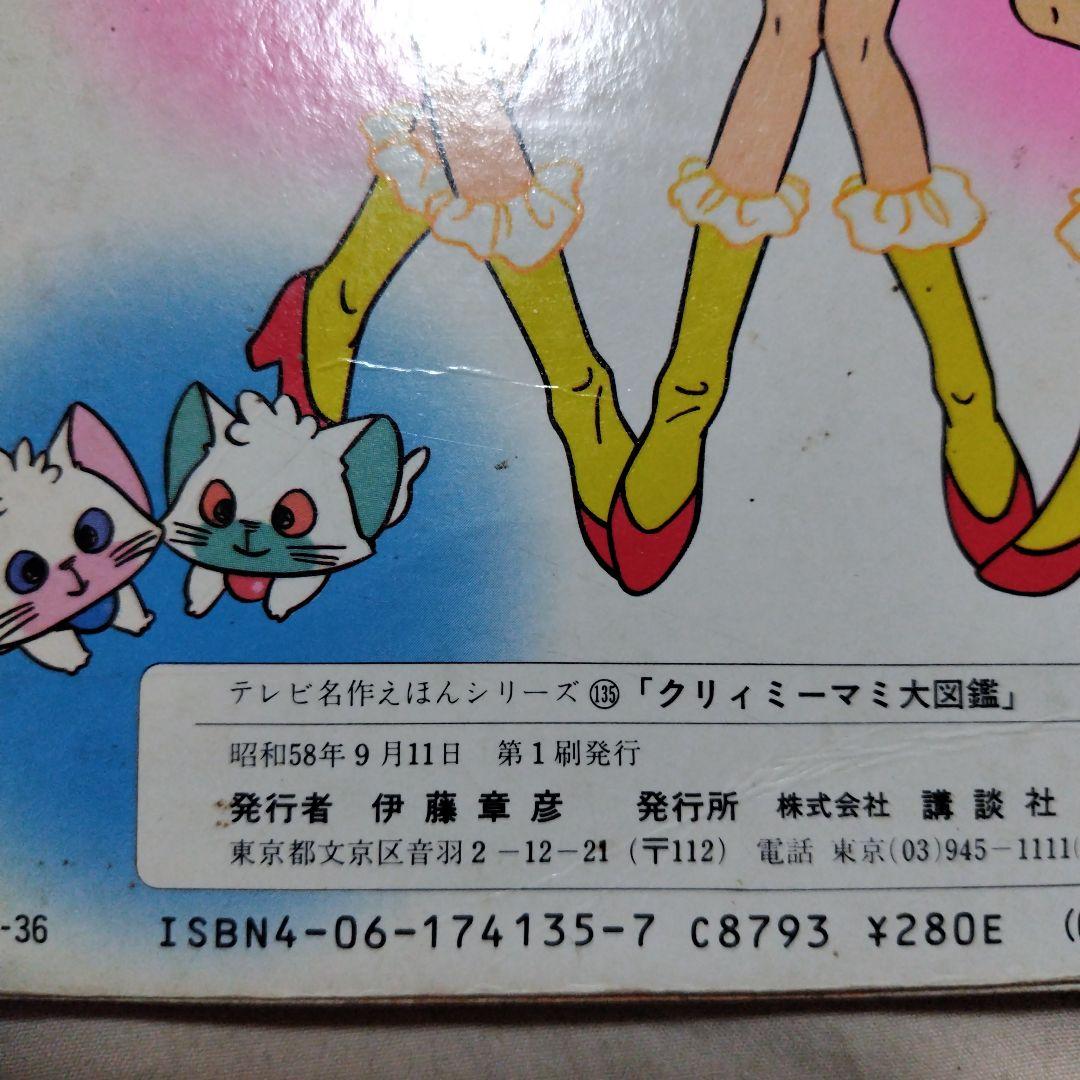 テレビ名作えほんシリーズ⑬⑤「クリィミーマミ大図鑑」
昭和58年9月11日 第1刷発行
発行者 伊藤章彦 発行所 株式会社 講談社
東京都文京区音羽2-12-21(〒112) 電話 東京(03)945-1111(
-36
ISBN4-06-174135-7 C8793 ¥280E (